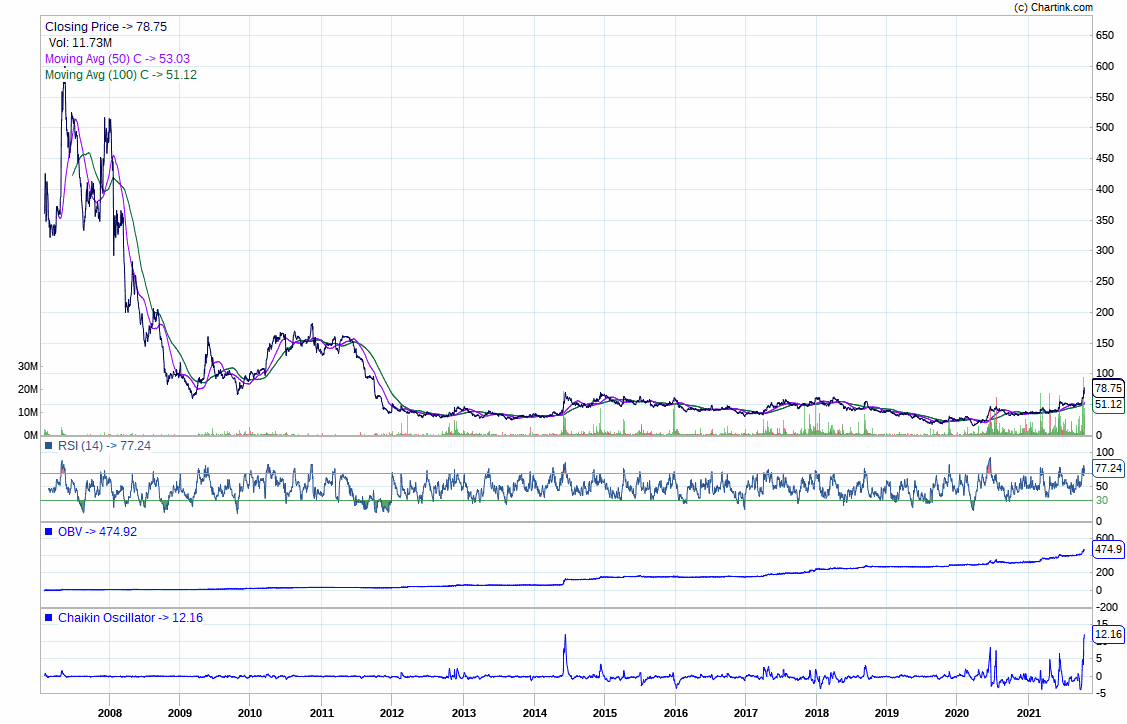 (c) Chartink.com
Closing Price -> 78.75
Vol: 11.73M
Moving Avg (50) C -> 53.03
Moving Avg (100) C -> 51.12
650
600
550
500
450
400
350
300
250
200
150
100
78.75
51.12
0
30M
20M
10M
0M
RSI (14) -> 77.24
100
77.24
50
30
0
OBV -> 474.92
600
474.9
200
0
-200
Chaikin Oscillator -> 12.16
15
12.16
5
0
-5
2008 2009 2010 2011 2012 2013 2014 2015 2016 2017 2018 2019 2020 2021